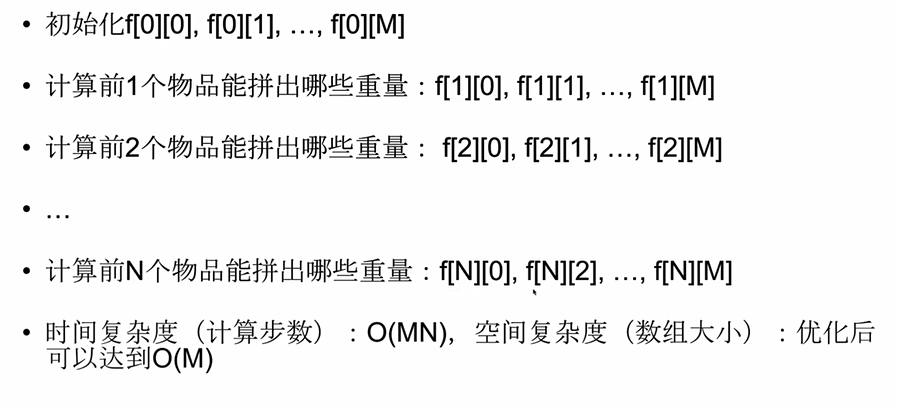 • 初始化f[0][0], f[0][1], …, f[0][M]
• 计算前1个物品能拼出哪些重量：f[1][0], f[1][1], …, f[1][M]
• 计算前2个物品能拼出哪些重量： f[2][0], f[2][1], …, f[2][M]
• …
• 计算前N个物品能拼出哪些重量：f[N][0], f[N][2], …, f[N][M]
• 时间复杂度（计算步数）：O(MN)，空间复杂度（数组大小）：优化后
可以达到O(M)